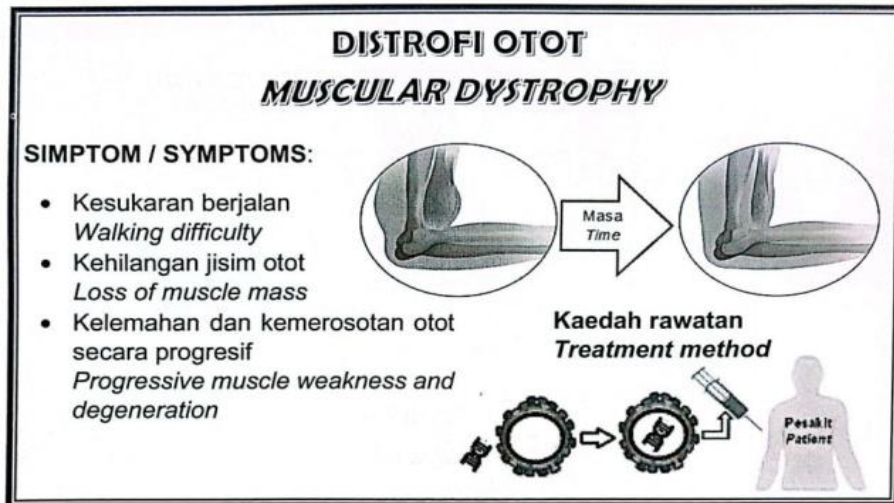 DISTROFI OTOT
MUSCULAR DYSTROPHY
SIMPTOM / SYMPTOMS:
• Kesukaran berjalan
Walking difficulty
• Kehilangan jisim otot
Loss of muscle mass
• Kelemahan dan kemerosotan otot
secara progresif
Progressive muscle weakness and
degeneration
Masa
Time
Kaedah rawatan
Treatment method
Pesakit
Patient